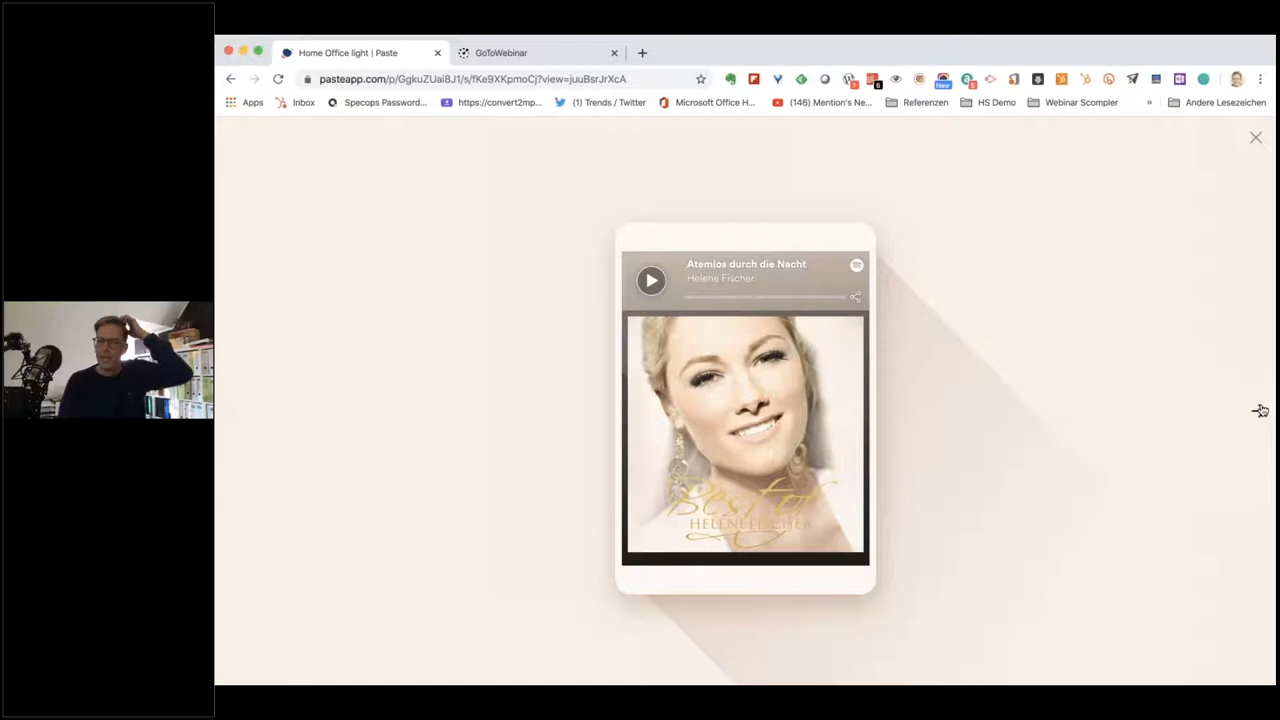 Home Office light | Paste
GoToWebinar
pasteapp.com/p/GgkuZUai8J1/s/fKe9XKpmoCj?view=juuBsrJrXcA
New
6
Apps
Inbox
Specops Password...
https://convert2mp...
(1) Trends / Twitter
Microsoft Office H...
(146) Mention's Ne...
Referenzen
HS Demo
Webinar Scompler
»
Andere Lesezeichen
Atemlos durch die Nacht
Helene Fischer
Best of
HELENE FISCHER